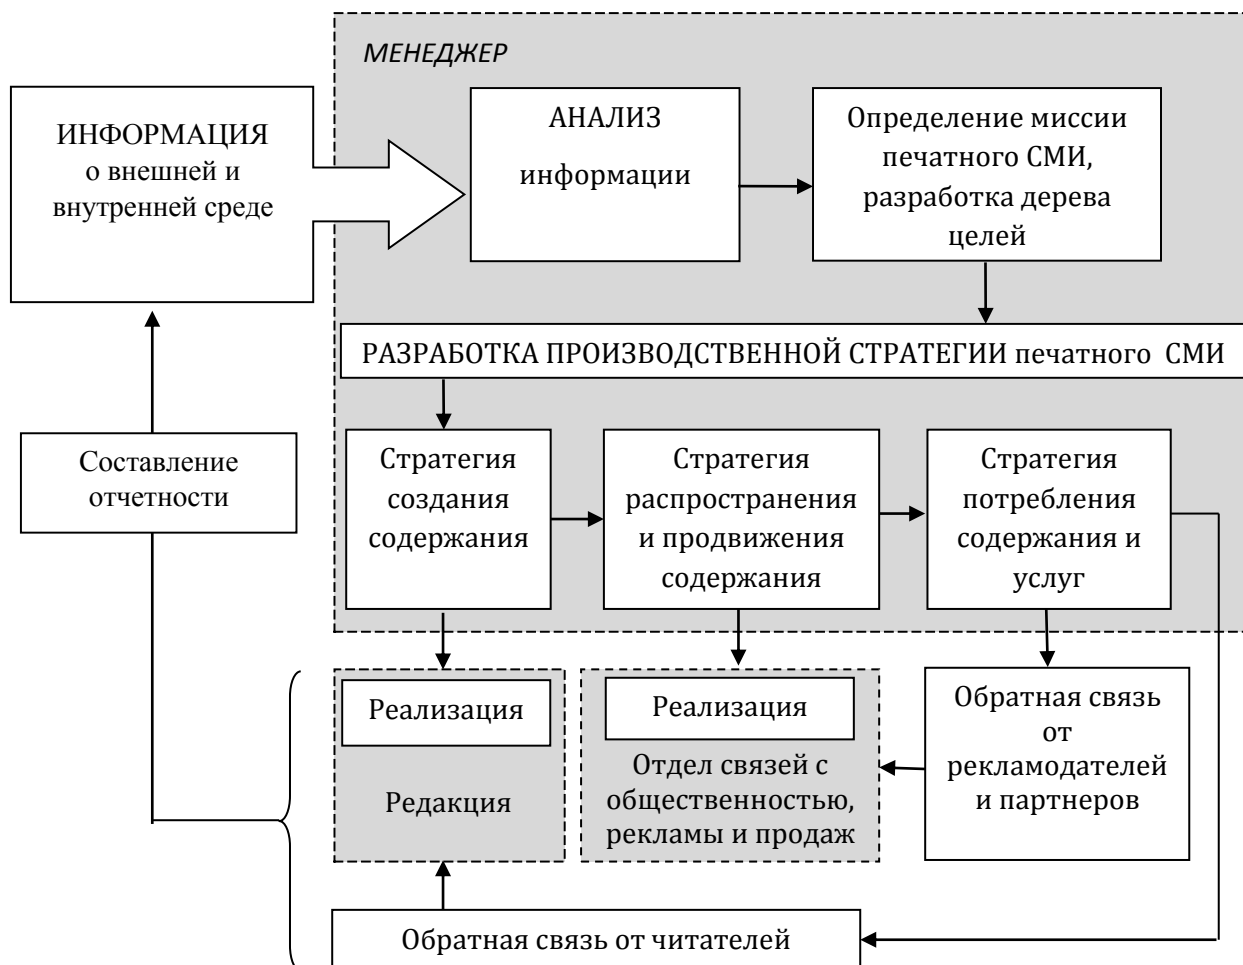 МЕНЕДЖЕР
ИНФОРМАЦИЯ
о внешней и
внутренней среде
АНАЛИЗ
информации
Определение миссии
печатного СМИ,
разработка дерева
целей
РАЗРАБОТКА ПРОИЗВОДСТВЕННОЙ СТРАТЕГИИ печатного СМИ
Составление
отчетности
Стратегия
создания
содержания
Стратегия
распространения
и продвижения
содержания
Стратегия
потребления
содержания и
услуг
Реализация
Редакция
Реализация
Отдел связей с
общественностью,
рекламы и продаж
Обратная связь
от
рекламодателей
и партнеров
Обратная связь от читателей